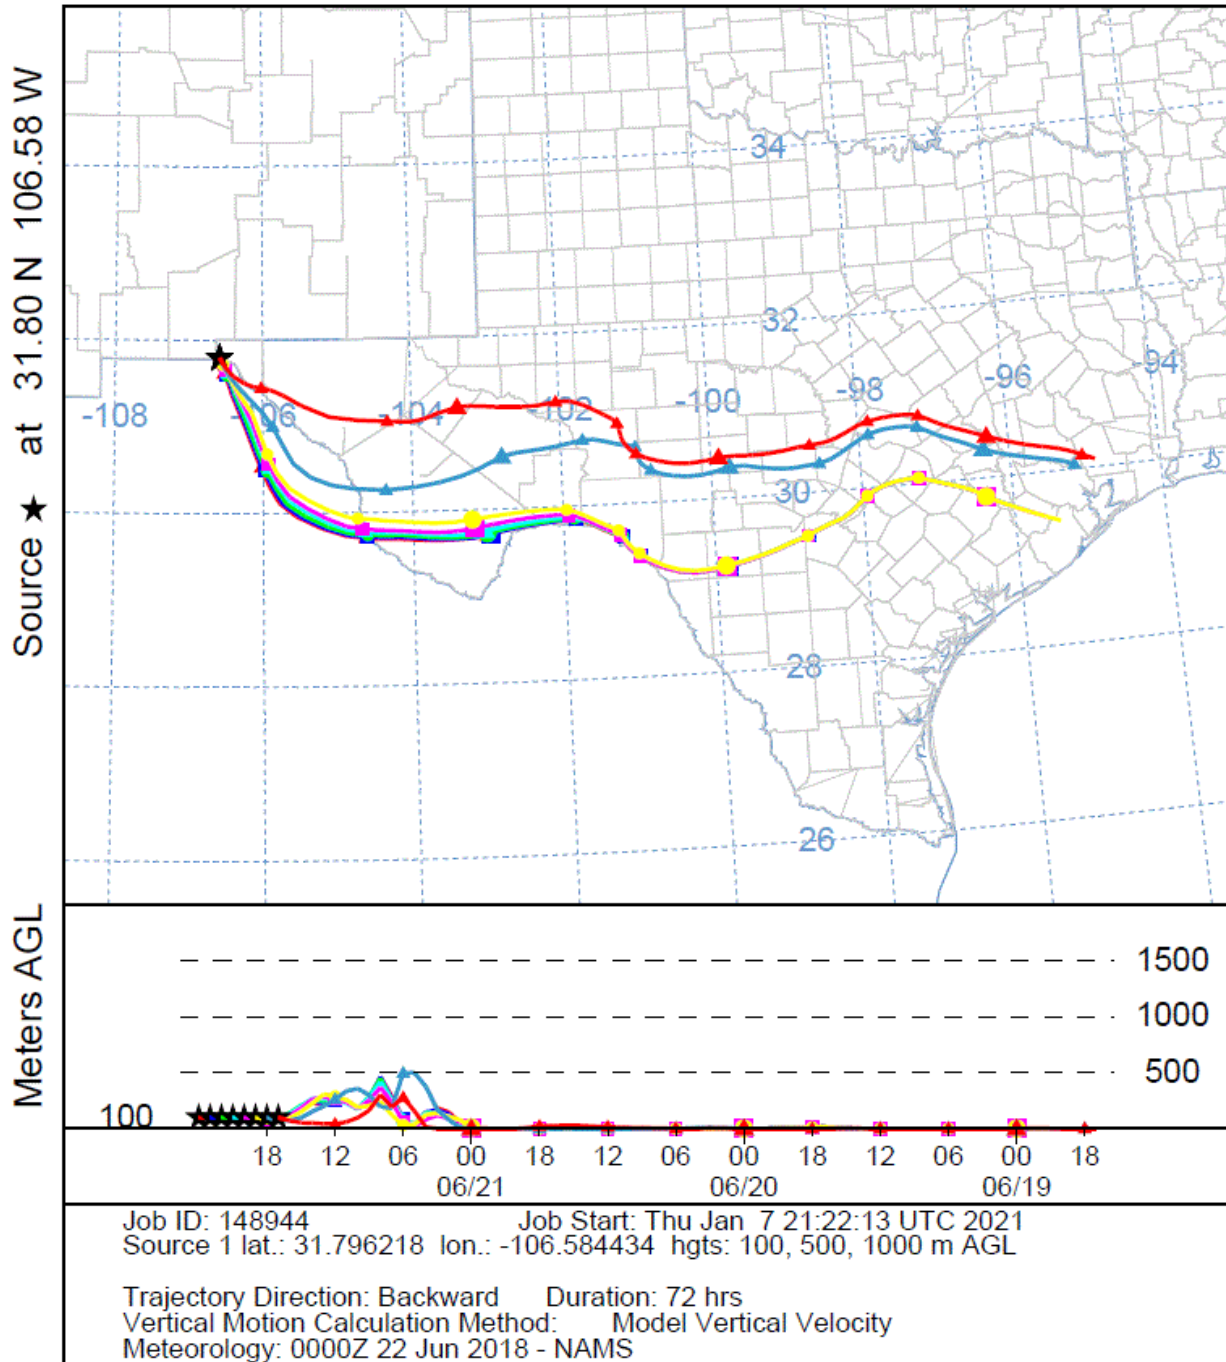 Source ★ at 31.80 N 106.58 W
34
32
-94
-96
-98
-100
-102
-104
-106
-108
30
28
26
Meters AGL
1500
1000
500
100
18 12 06 00 18 12 06 00 18 12 06 00 18
06/21 06/20 06/19
Job ID: 148944 Job Start: Thu Jan 7 21:22:13 UTC 2021
Source 1 lat.: 31.796218 lon.: -106.584434 hgts: 100, 500, 1000 m AGL
Trajectory Direction: Backward Duration: 72 hrs
Vertical Motion Calculation Method: Model Vertical Velocity
Meteorology: 0000Z 22 Jun 2018 - NAMS